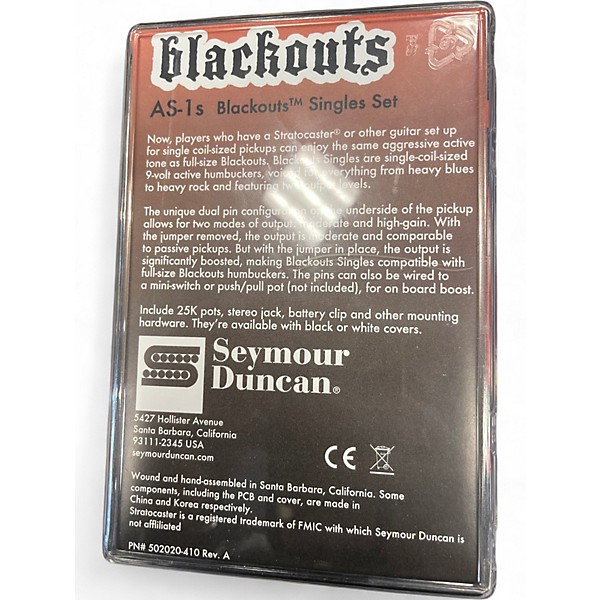 blackouts
AS-1s Blackouts™ Singles Set
Now, players who have a Stratocaster® or other guitar set up
for single coil-sized pickups can enjoy the same aggressive active
tone as full-size Blackouts. Blackouts Singles are single-coil-sized
9-volt active humbuckers, voiced for everything from heavy blues
to heavy rock and featuring two output levels.
The unique dual pin configuration on the underside of the pickup
allows for two modes of output: moderate and high-gain. With
the jumper removed, the output is moderate and comparable
to passive pickups. But with the jumper in place, the output is
significantly boosted, making Blackouts Singles compatible with
full-size Blackouts humbuckers. The pins can also be wired to
a mini-switch or push/pull pot (not included), for on board boost.
Include 25K pots, stereo jack, battery clip and other mounting
hardware. They're available with black or white covers.
Seymour
Duncan®
5427 Hollister Avenue
Santa Barbara, California
93111-2345 USA
seymourduncan.com
CE
Wound and hand-assembled in Santa Barbara, California. Some
components, including the PCB and cover, are made in
China and Korea respectively.
Stratocaster is a registered trademark of FMIC with which Seymour Duncan is
not affiliated
PN# 502020-410 Rev. A